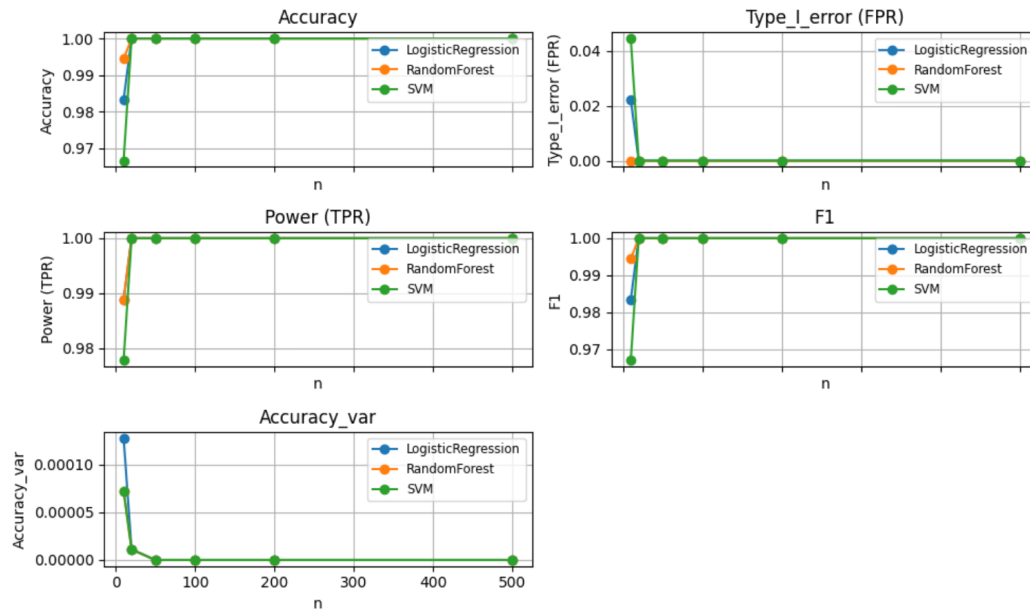 Accuracy
Accuracy
1.00
0.99
0.98
0.97
LogisticRegression
RandomForest
SVM
n
Type_I_error (FPR)
Type_I_error (FPR)
0.04
0.02
0.00
LogisticRegression
RandomForest
SVM
n
Power (TPR)
Power (TPR)
1.00
0.99
0.98
LogisticRegression
RandomForest
SVM
n
F1
F1
1.00
0.99
0.98
0.97
LogisticRegression
RandomForest
SVM
n
Accuracy_var
Accuracy_var
0.00010
0.00005
0.00000
LogisticRegression
RandomForest
SVM
0 100 200 300 400 500
n